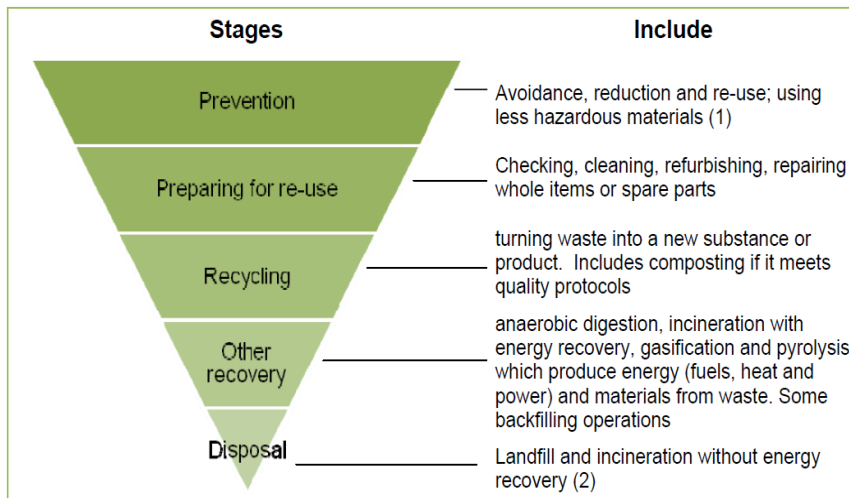 Stages
Include
Prevention
Avoidance, reduction and re-use; using
less hazardous materials (1)
Preparing for re-use
Checking, cleaning, refurbishing, repairing
whole items or spare parts
Recycling
turning waste into a new substance or
product.  Includes composting if it meets
quality protocols
Other
recovery
anaerobic digestion, incineration with
energy recovery, gasification and pyrolysis
which produce energy (fuels, heat and
power) and materials from waste. Some
backfilling operations
Disposal
Landfill and incineration without energy
recovery (2)